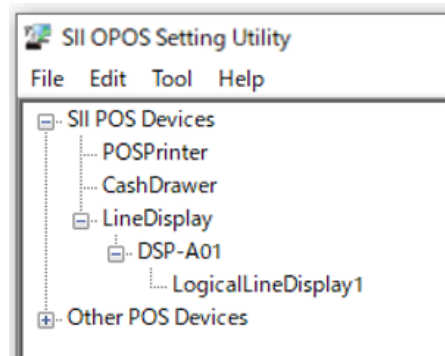 SII OPOS Setting Utility
File Edit Tool Help
SII POS Devices
POSPrinter
CashDrawer
LineDisplay
DSP-A01
LogicalLineDisplay1
Other POS Devices